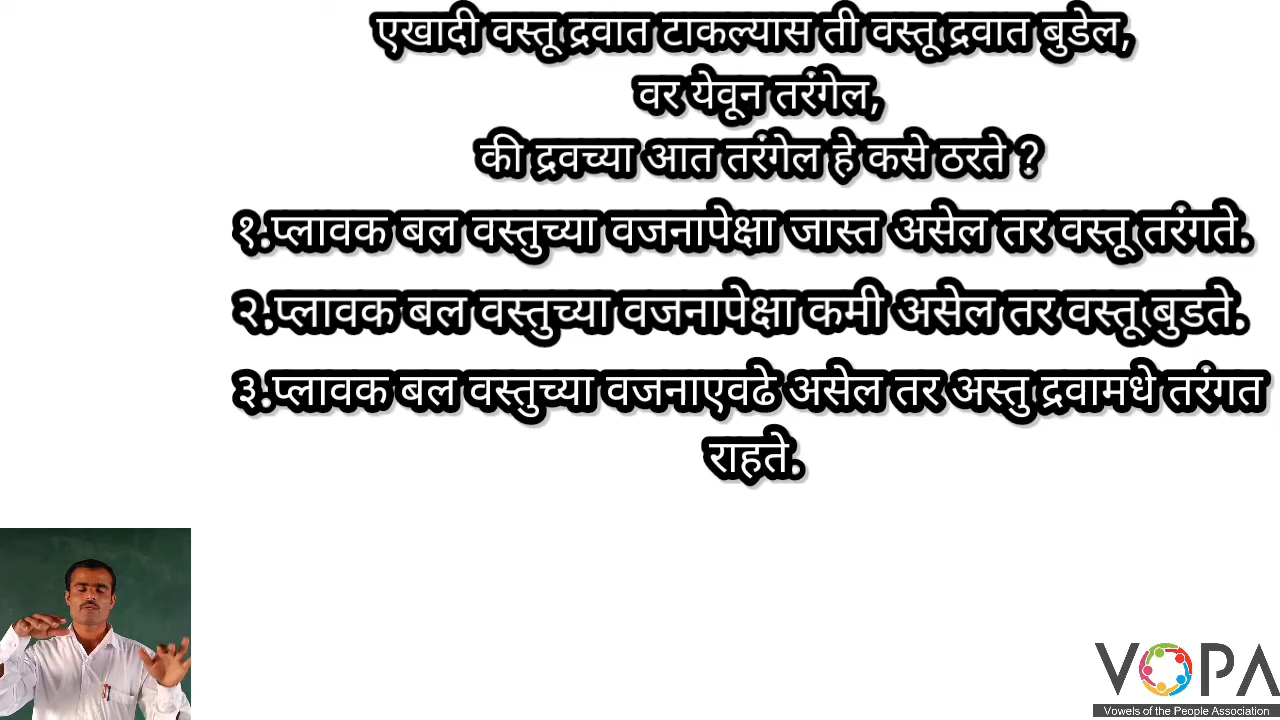 एखादी वस्तू द्रवात टाकल्यास ती वस्तू द्रवात बुडेल,
वर येवून तरंगेल,
की द्रवच्या आत तरंगेल हे कसे ठरते ?
१.प्लावक बल वस्तुच्या वजनापेक्षा जास्त असेल तर वस्तू तरंगते.
२.प्लावक बल वस्तुच्या वजनापेक्षा कमी असेल तर वस्तू बुडते.
३.प्लावक बल वस्तुच्या वजनाएवढे असेल तर अस्तु द्रवामधे तरंगत
राहते.
VOPA
Vowels of the People Association